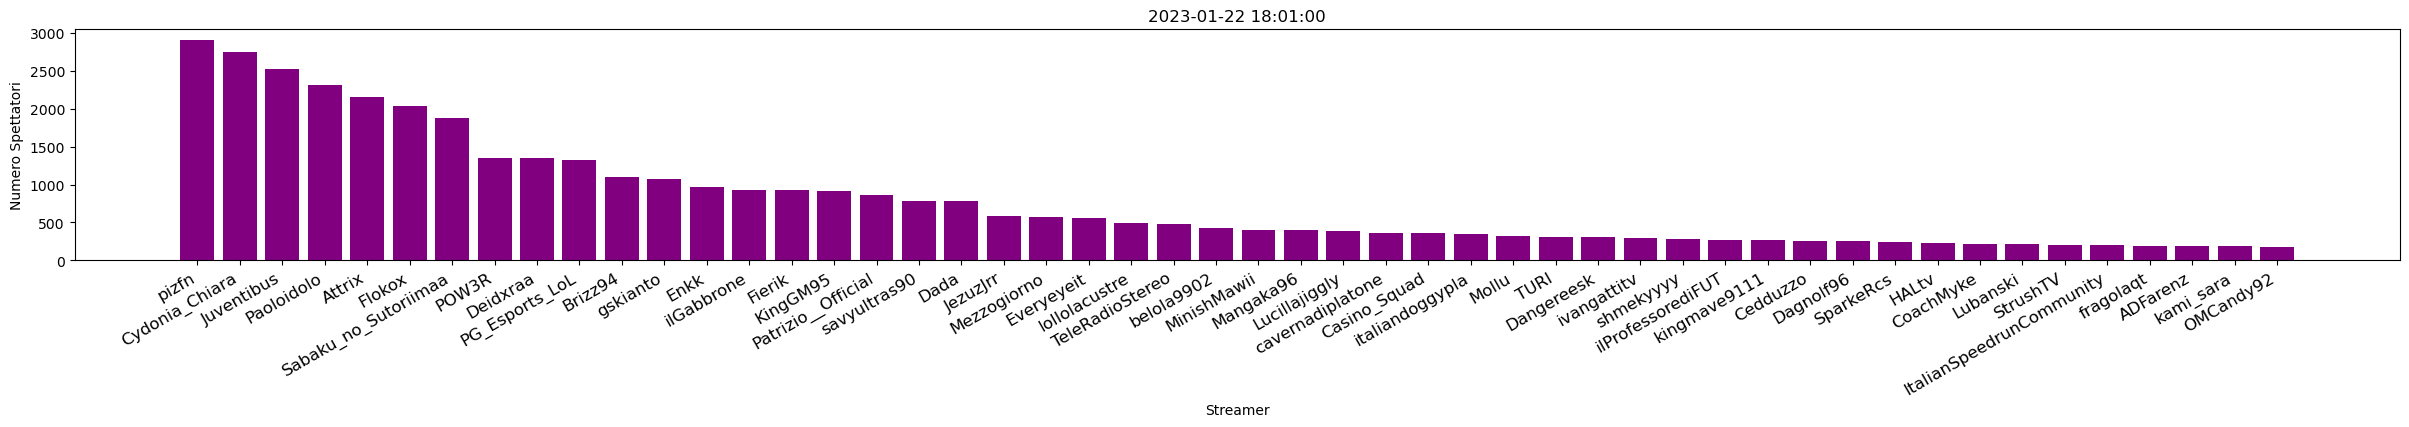 2023-01-22 18:01:00
Numero Spettatori
3000
2500
2000
1500
1000
500
0
pizfn
Cydonia_Chiara
Juventibus
Paoloidolo
Attrix
Flokox
Sabaku_no_Sutoriimaa
POW3R
Deidxraa
PG_Esports_LoL
Brizz94
gskianto
Enkk
ilGabbrone
Fierik
KingGM95
Patrizio__Official
savyultras90
Dada
JezuzJrr
Mezzogiorno
Everyeyeit
lollolacustre
TeleRadioStereo
belola9902
MinishMawii
Mangaka96
Lucillajiggly
cavernadiplatone
Casino_Squad
italiandoggypla
Mollu
TURI
Dangereesk
ivangattitv
shmekyyyy
ilProfessorediFUT
kingmave9111
Cedduzzo
Dagnolf96
SparkeRcs
HALtv
CoachMyke
Lubanski
StrushTV
ItalianSpeedrunCommunity
fragolaqt
ADFarenz
kami_sara
OMCandy92
Streamer